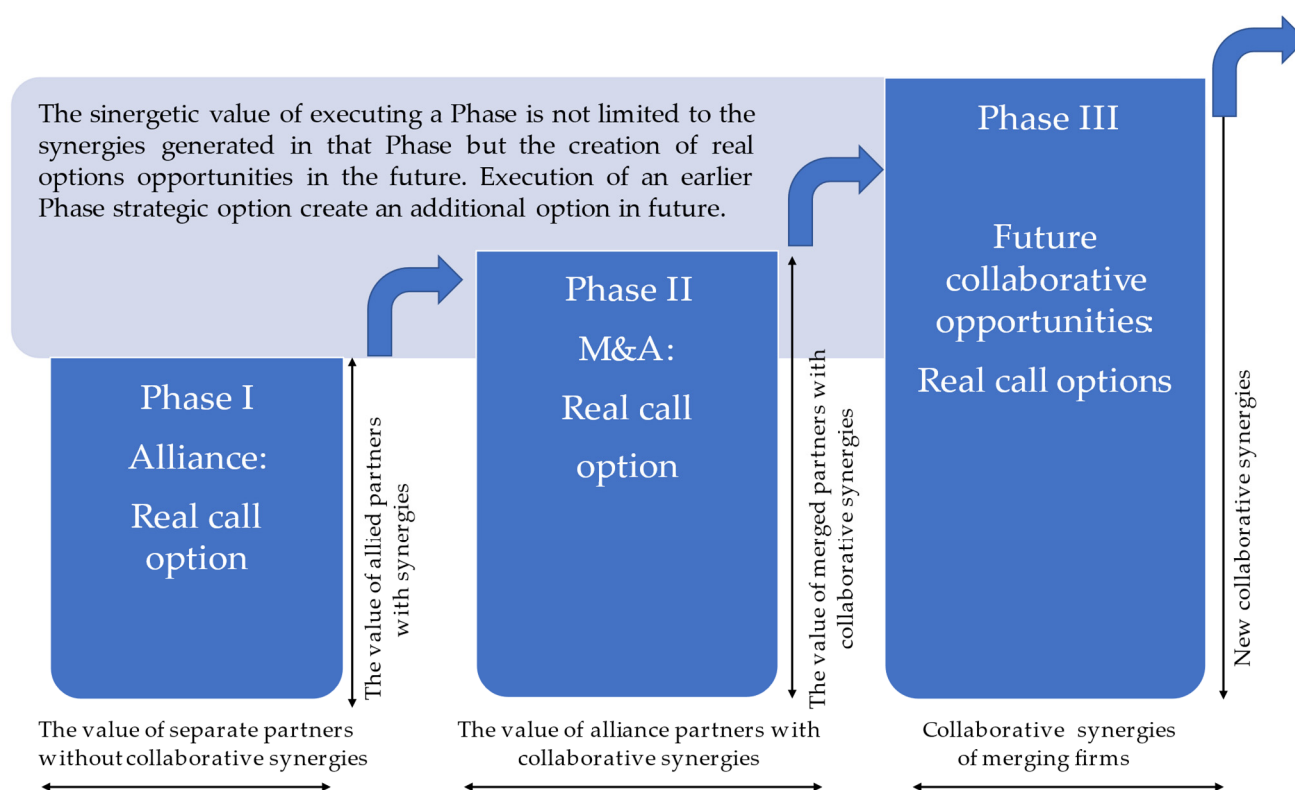 The sinergetic value of executing a Phase is not limited to the
synergies generated in that Phase but the creation of real
options opportunities in the future. Execution of an earlier
Phase strategic option create an additional option in future.
Phase I
Alliance:
Real call
option
The value of allied partners
with synergies
Phase II
M&A:
Real call
option
The value of merged partners with
collaborative synergies
Phase III
Future
collaborative
opportunities:
Real call options
New collaborative synergies
The value of separate partners
without collaborative synergies
The value of alliance partners with
collaborative synergies
Collaborative synergies
of merging firms